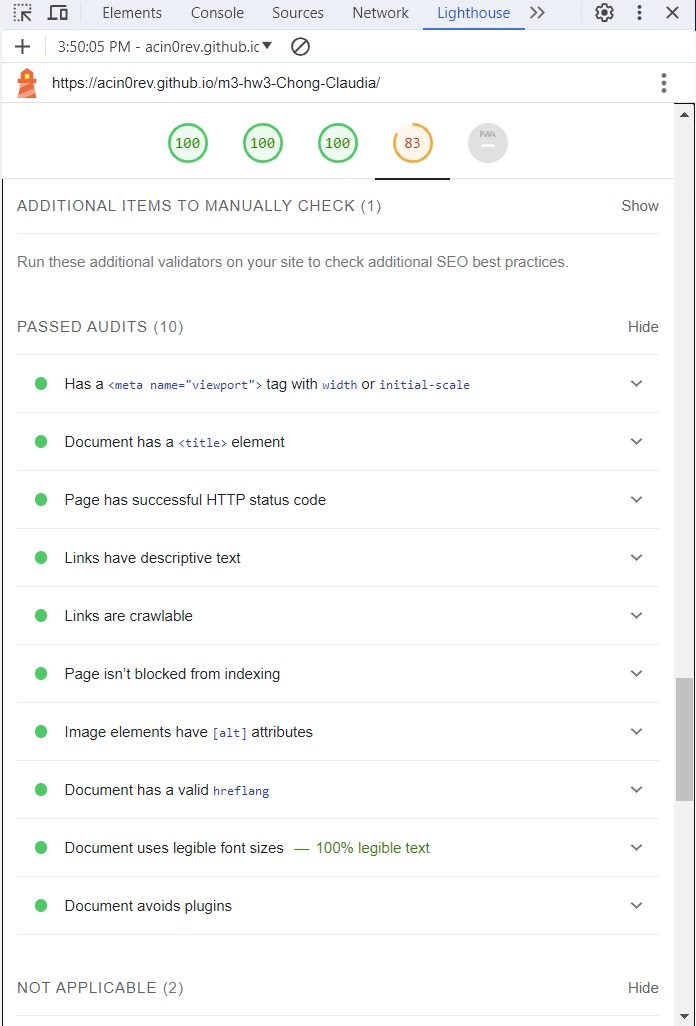 Elements Console Sources Network Lighthouse
3:50:05 PM - acin0rev.github.ic
https://acin0rev.github.io/m3-hw3-Chong-Claudia/
100 100 100 83 PWA
ADDITIONAL ITEMS TO MANUALLY CHECK (1) Show
Run these additional validators on your site to check additional SEO best practices.
PASSED AUDITS (10) Hide
Has a <meta name="viewport"> tag with width or initial-scale
Document has a <title> element
Page has successful HTTP status code
Links have descriptive text
Links are crawlable
Page isn’t blocked from indexing
Image elements have [alt] attributes
Document has a valid hreflang
Document uses legible font sizes — 100% legible text
Document avoids plugins
NOT APPLICABLE (2) Hide